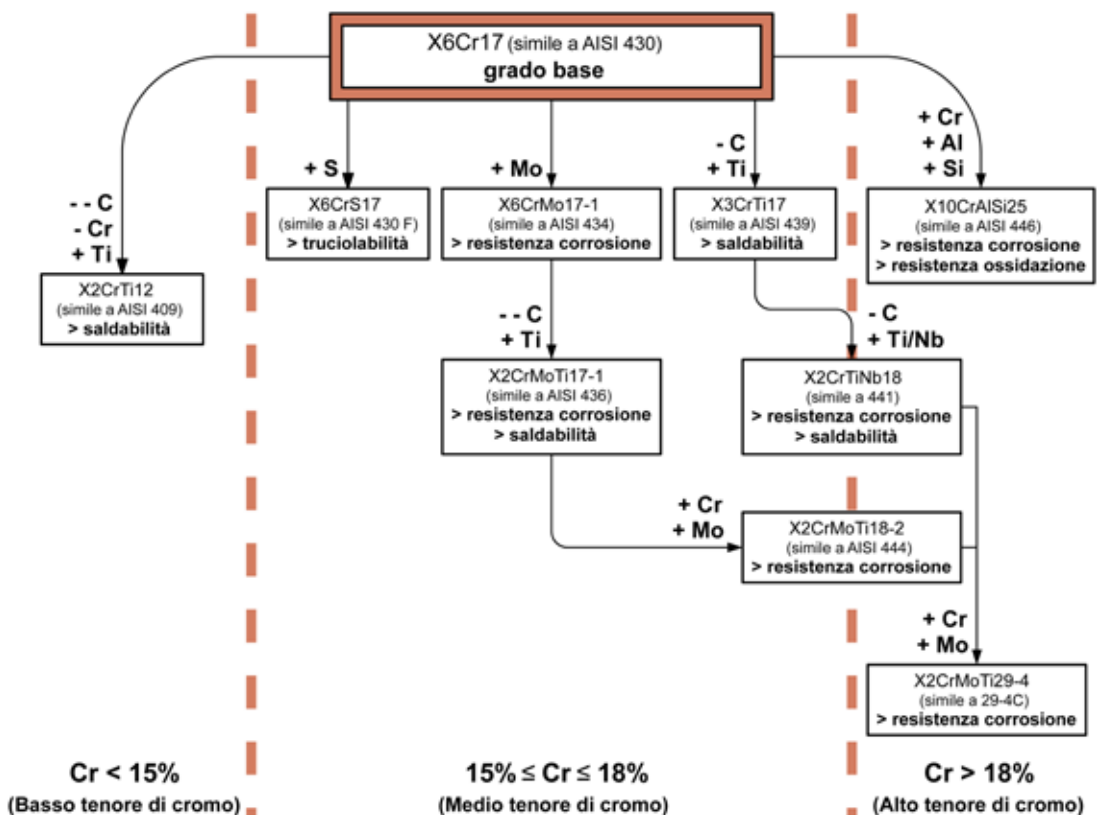 X6Cr17 (simile a AISI 430)
grado base
- - C
- Cr
+ Ti
X2CrTi12
(simile a AISI 409)
> saldabilità
+ S
X6CrS17
(simile a AISI 430 F)
> truciolabilità
+ Mo
X6CrMo17-1
(simile a AISI 434)
> resistenza corrosione
- C
+ Ti
X3CrTi17
(simile a AISI 439)
> saldabilità
+ Cr
+ Al
+ Si
X10CrAlSi25
(simile a AISI 446)
> resistenza corrosione
> resistenza ossidazione
- - C
+ Ti
X2CrMoTi17-1
(simile a AISI 436)
> resistenza corrosione
> saldabilità
- C
+ Ti/Nb
X2CrTiNb18
(simile a 441)
> resistenza corrosione
> saldabilità
+ Cr
+ Mo
X2CrMoTi18-2
(simile a AISI 444)
> resistenza corrosione
+ Cr
+ Mo
X2CrMoTi29-4
(simile a 29-4C)
> resistenza corrosione
Cr < 15%
(Basso tenore di cromo)
15% ≤ Cr ≤ 18%
(Medio tenore di cromo)
Cr > 18%
(Alto tenore di cromo)